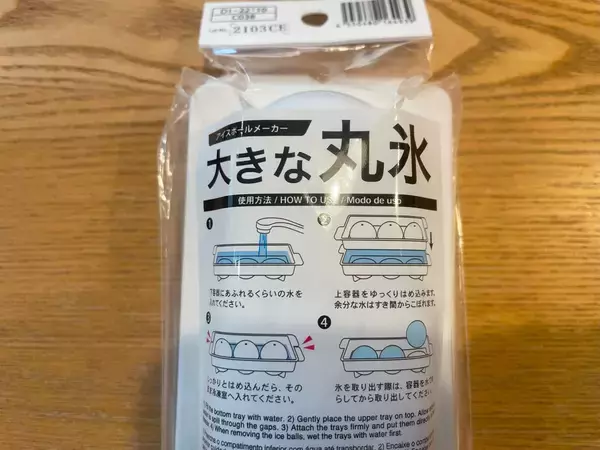 2103CE
アイスボールメーカー
大きな丸氷
使用方法 / HOW TO USE / Modo de uso
1
容器にあふれるくらいの水を
入れてください。
上容器をゆっくりはめ込みます。
余分な水はすき間からこぼれます。
3
っかりとはめ込んだら、その
冷凍室へ入れてください。
4
氷を取り出す際は、容器を
らしてから取り出してください。
the bottom tray with water. 2) Gently place the upper tray on top. Allow
spill through the gaps. 3) Attach the trays firmly and put them directly
4) When removing the ice balls, wet the trays with water first.
o compatimento inferior com água até transbordar. 2) Encaixe o